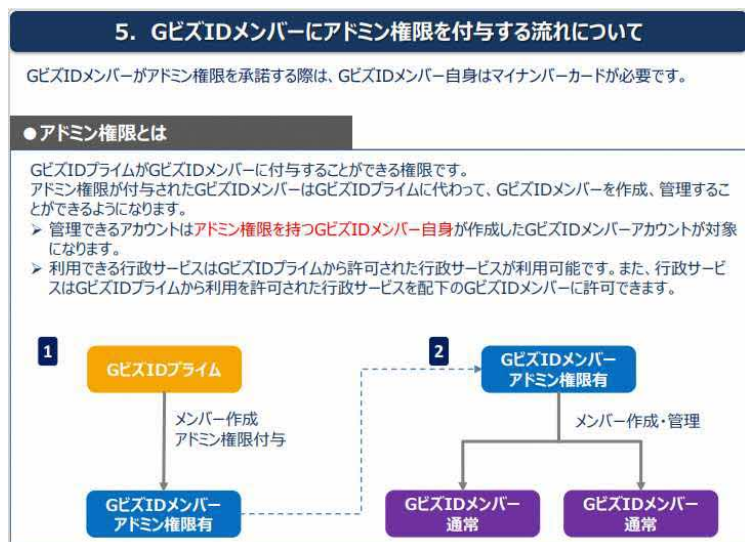 5. GビズIDメンバーにアドミン権限を付与する流れについて
GビズIDメンバーがアドミン権限を承諾する際は、GビズIDメンバー自身はマイナンバーカードが必要です。
●アドミン権限とは
GビズIDプライムがGビズIDメンバーに付与することができる権限です。
アドミン権限が付与されたGビズIDメンバーはGビズIDプライムに代わって、GビズIDメンバーを作成、管理するこ
とができるようになります。
➢ 管理できるアカウントはアドミン権限を持つGビズIDメンバー自身が作成したGビズIDメンバーアカウントが対象
になります。
➢ 利用できる行政サービスはGビズIDプライムから許可された行政サービスが利用可能です。また、行政サービ
スはGビズIDプライムから利用を許可された行政サービスを配下のGビズIDメンバーに許可できます。
1
GビズIDプライム
メンバー作成
アドミン権限付与
GビズIDメンバー
アドミン権限有
2
GビズIDメンバー
アドミン権限有
メンバー作成・管理
GビズIDメンバー
通常
GビズIDメンバー
通常